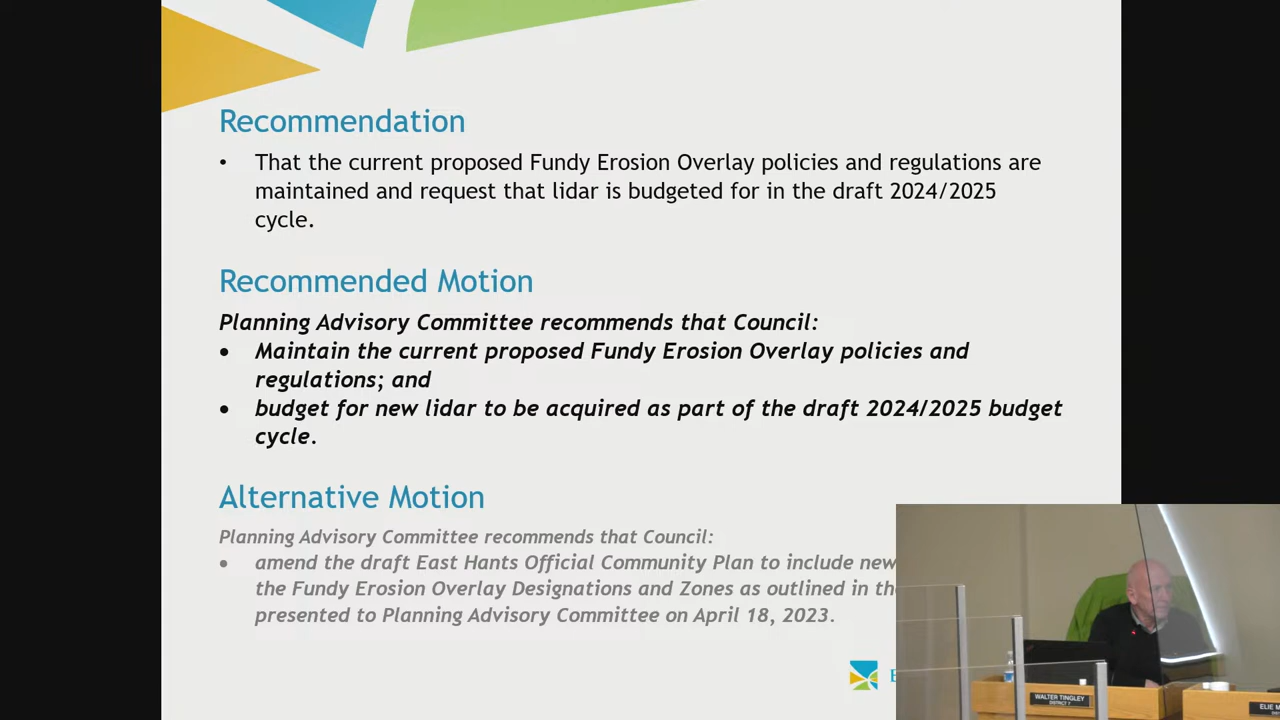 Recommendation
• That the current proposed Fundy Erosion Overlay policies and regulations are
maintained and request that lidar is budgeted for in the draft 2024/2025
cycle.
Recommended Motion
Planning Advisory Committee recommends that Council:
• Maintain the current proposed Fundy Erosion Overlay policies and
regulations; and
• budget for new lidar to be acquired as part of the draft 2024/2025 budget
cycle.
Alternative Motion
Planning Advisory Committee recommends that Council:
• amend the draft East Hants Official Community Plan to include new
the Fundy Erosion Overlay Designations and Zones as outlined in
presented to Planning Advisory Committee on April 18, 2023.
WALTER TINGLEY
DISTRICT 7
ELIE